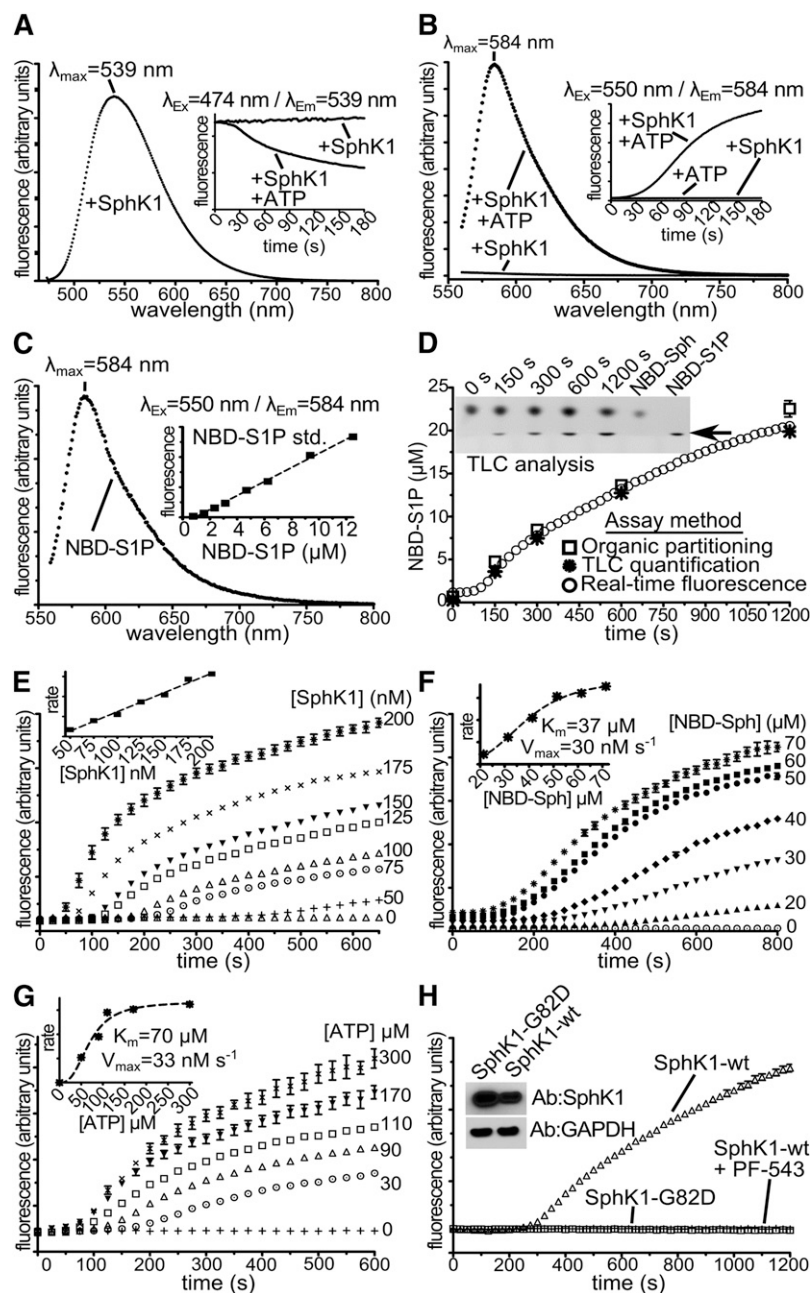 A
λmax=539 nm
λEx=474 nm / λEm=539 nm
fluorescence
+SphK1
+SphK1
+ATP
0 30 60 90 120 150 180
time (s)
+SphK1
fluorescence (arbitrary units)
500 550 600 650 700 750 800
wavelength (nm)
B
λmax=584 nm
λEx=550 nm / λEm=584 nm
fluorescence
+SphK1
+ATP
+ATP
+SphK1
0 30 60 90 120 150 180
time (s)
+SphK1
+ATP
+SphK1
fluorescence (arbitrary units)
600 650 700 750 800
wavelength (nm)
C
λmax=584 nm
λEx=550 nm / λEm=584 nm
NBD-S1P std.
fluorescence
0 2 4 6 8 10 12
NBD-S1P (µM)
NBD-S1P
fluorescence (arbitrary units)
550 600 650 700 750 800
wavelength (nm)
D
0 s 150 s 300 s 600 s 1200 s NBD-Sph NBD-S1P
TLC analysis
Assay method
Organic partitioning
TLC quantification
Real-time fluorescence
NBD-S1P (µM)
25
20
15
10
5
0
0 150 300 450 600 750 900 1050 1200
time (s)
E
rate
50 75 100 125 150 175 200
[SphK1] nM
[SphK1] (nM)
200
175
150
125
100
75
50
0
fluorescence (arbitrary units)
0 100 200 300 400 500 600
time (s)
F
rate
Km=37 µM
Vmax=30 nM s-1
20 30 40 50 60 70
[NBD-Sph] µM
[NBD-Sph] (µM)
70
60
50
40
30
20
0
fluorescence (arbitrary units)
0 200 400 600 800
time (s)
G
rate
Km=70 µM
Vmax=33 nM s-1
0 50 100 150 200 250 300
[ATP] µM
[ATP] µM
300
170
110
90
30
0
fluorescence (arbitrary units)
0 100 200 300 400 500 600
time (s)
H
SphK1-G82D
SphK1-wt
Ab:SphK1
Ab:GAPDH
SphK1-wt
SphK1-wt
+ PF-543
SphK1-G82D
fluorescence (arbitrary units)
0 200 400 600 800 1000 1200
time (s)